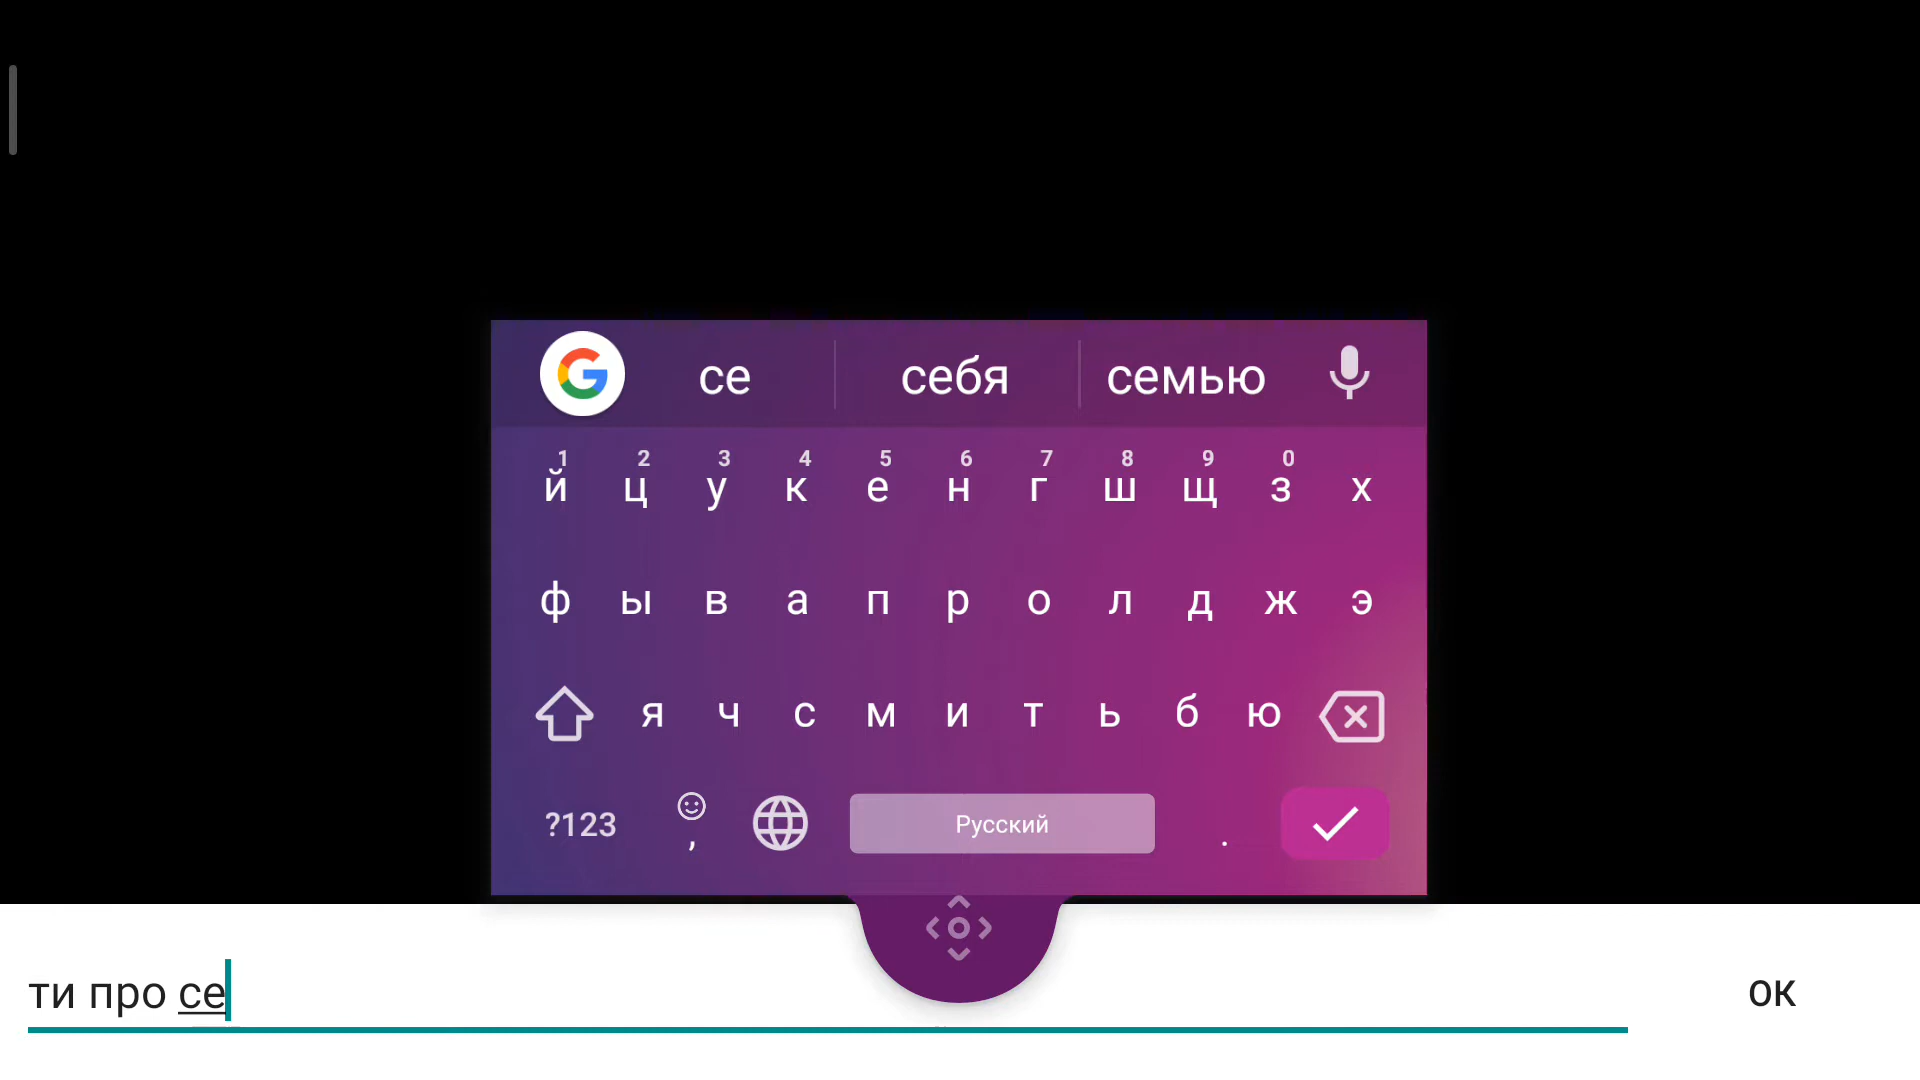 се себя семью
1 2 3 4 5 6 7 8 9 0
й ц у к е н г ш щ з х
ф ы в а п р о л д ж э
я ч с м и т ь б ю
?123 , Русский .
ти про се ок